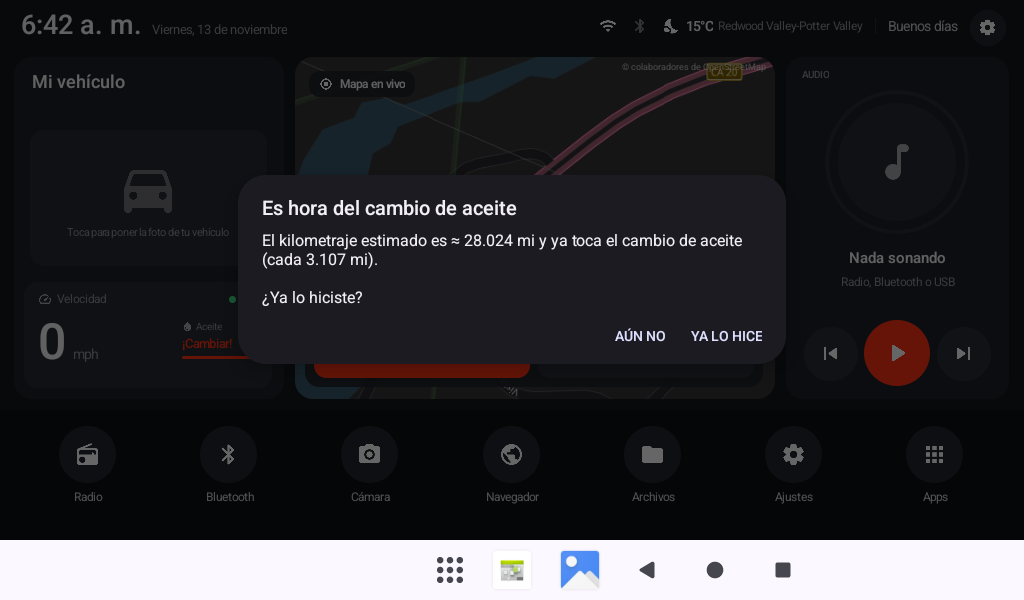 6:42 a. m.
Viernes, 13 de noviembre
15°C
Redwood Valley-Potter Valley
Buenos días
Mi vehículo
Toca para poner la foto de tu vehículo
Velocidad
0 mph
Aceite
¡Cambiar!
Mapa en vivo
© colaboradores de OpenStreetMap
CA 20
AUDIO
Nada sonando
Radio, Bluetooth o USB
Es hora del cambio de aceite
El kilometraje estimado es ≈ 28.024 mi y ya toca el cambio de aceite
(cada 3.107 mi).
¿Ya lo hiciste?
AÚN NO
YA LO HICE
Radio
Bluetooth
Cámara
Navegador
Archivos
Ajustes
Apps